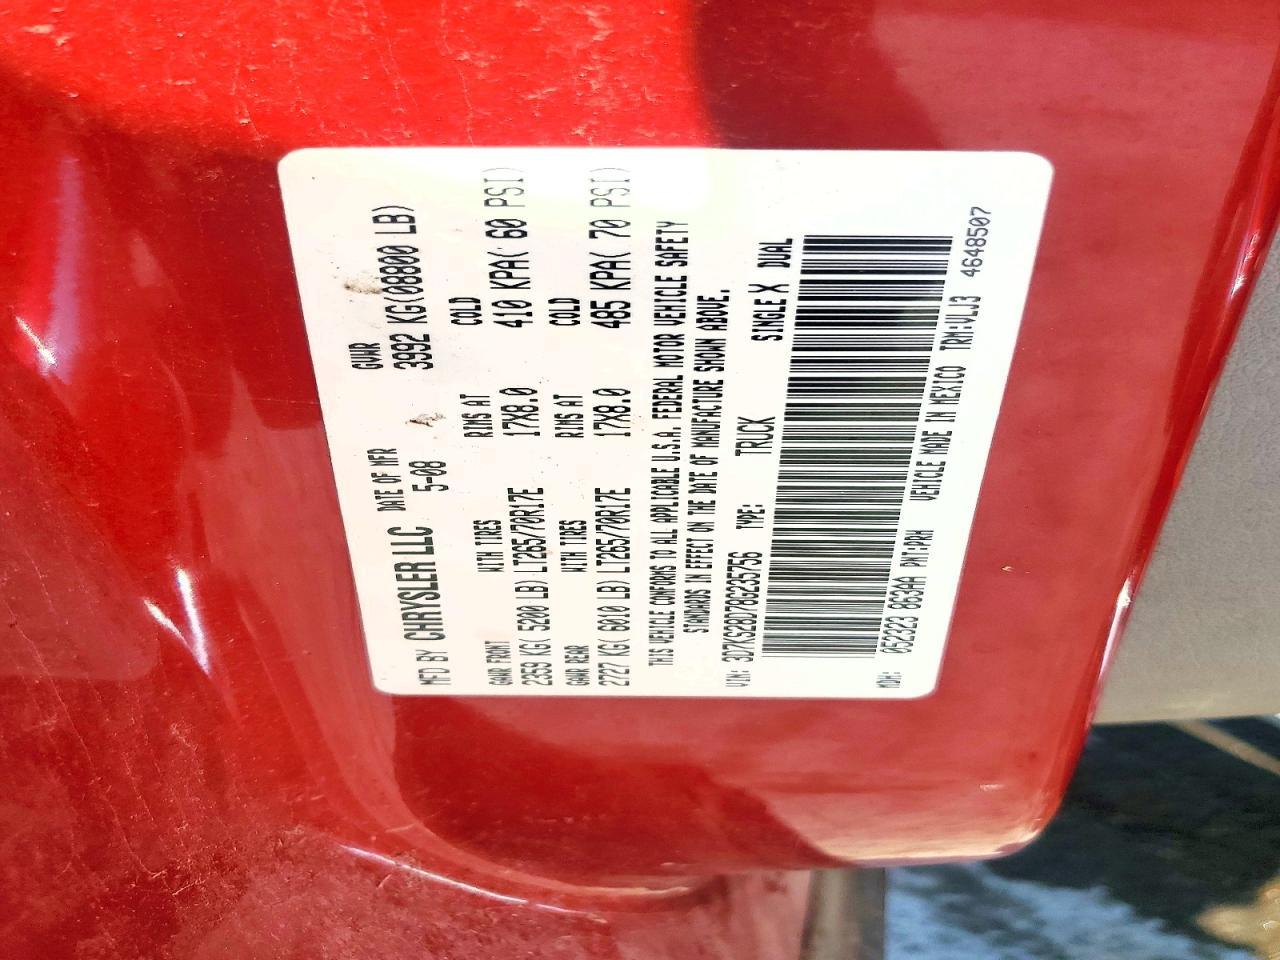 MFD BY CHRYSLER LLC DATE OF MFR GVWR
5-08 3992 KG(08800 LB)
GAWR FRONT WITH TIRES RIMS AT COLD
2359 KG( 5200 LB) LT265/70R17E 17X8.0 410 KPA( 60 PSI)
GAWR REAR WITH TIRES RIMS AT COLD
2727 KG( 6010 LB) LT265/70R17E 17X8.0 485 KPA( 70 PSI)
THIS VEHICLE CONFORMS TO ALL APPLICABLE U.S.A. FEDERAL MOTOR VEHICLE SAFETY
STANDARDS IN EFFECT ON THE DATE OF MANUFACTURE SHOWN ABOVE.
VIN: 3D7KS28D78G235756 TYPE: TRUCK SINGLE X DUAL
MDH: 052323 863AA PNT:PRH VEHICLE MADE IN MEXICO TRM:VLJ3 4648507